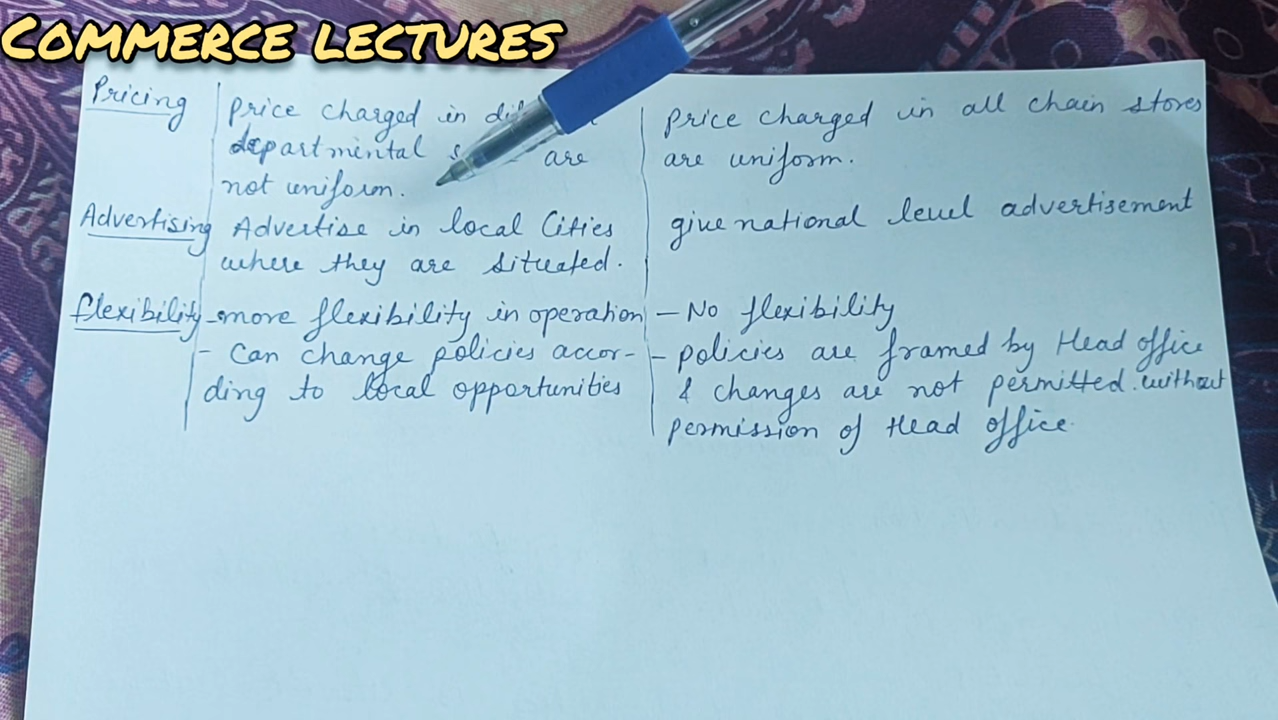 COMMERCE LECTURES
Pricing
Price charged in
departmental are
not uniform.
Price charged in all chain stores
are uniform.
Advertising
Advertise in local Cities
where they are situated.
give national level advertisement
Flexibility
- more flexibility in operation
- Can change policies accor-
ding to local opportunities
- No flexibility
- policies are framed by Head office
& changes are not permitted without
permission of Head office.